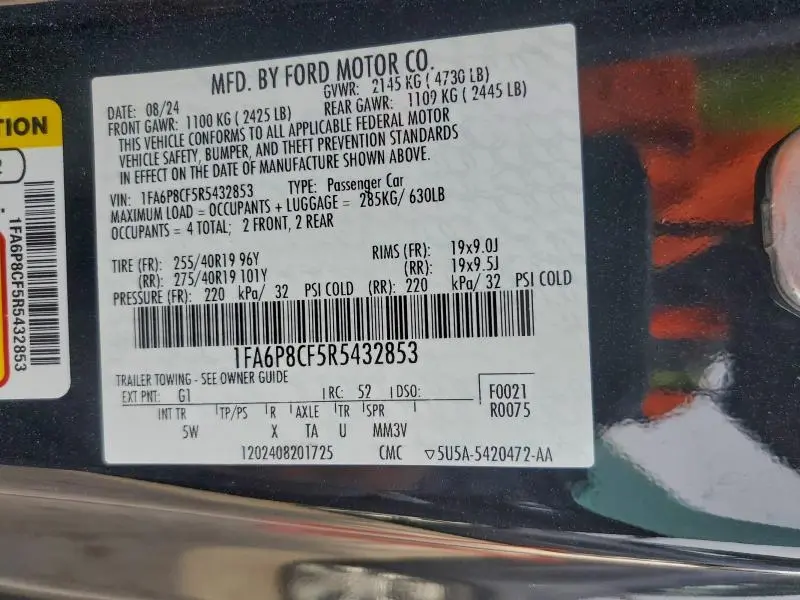 MFD. BY FORD MOTOR CO.
DATE: 08/24 GVWR: 2145 KG ( 4730 LB)
FRONT GAWR: 1100 KG ( 2425 LB) REAR GAWR: 1109 KG ( 2445 LB)
THIS VEHICLE CONFORMS TO ALL APPLICABLE FEDERAL MOTOR
VEHICLE SAFETY, BUMPER, AND THEFT PREVENTION STANDARDS
IN EFFECT ON THE DATE OF MANUFACTURE SHOWN ABOVE.
VIN: 1FA6P8CF5R5432853 TYPE: Passenger Car
MAXIMUM LOAD = OCCUPANTS + LUGGAGE = 285KG/ 630LB
OCCUPANTS = 4 TOTAL; 2 FRONT, 2 REAR
TIRE (FR): 255/40R19 96Y RIMS (FR): 19x9.0J
(RR): 275/40R19 101Y (RR): 19x9.5J
PRESSURE (FR): 220 kPa/ 32 PSI COLD (RR): 220 kPa/ 32 PSI COLD
1FA6P8CF5R5432853
TRAILER TOWING - SEE OWNER GUIDE
EXT PNT: G1 RC: 52 DSO: F0021
INT TR TP/PS R AXLE TR SPR R0075
5W X TA U MM3V
1202408201725 CMC ▽5U5A-5420472-AA
TION
2
1FA6P8CF5R5432853